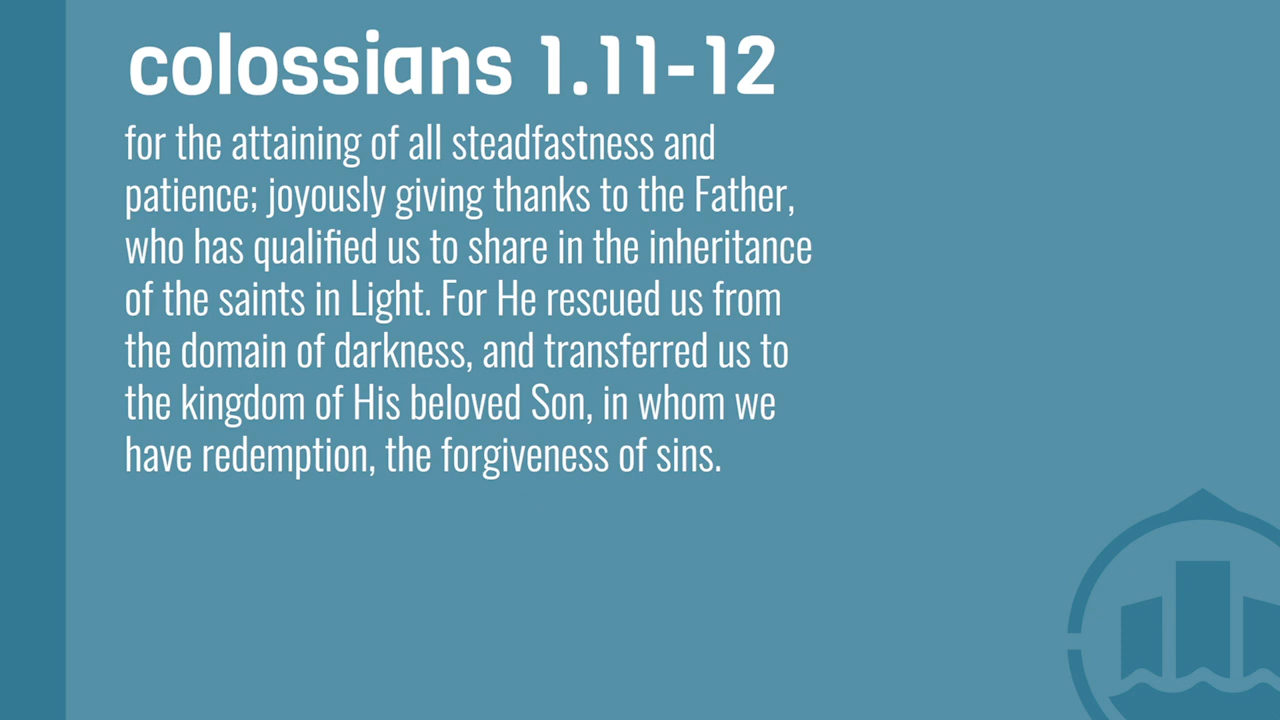 colossians 1.11-12
for the attaining of all steadfastness and
patience; joyously giving thanks to the Father,
who has qualified us to share in the inheritance
of the saints in Light. For He rescued us from
the domain of darkness, and transferred us to
the kingdom of His beloved Son, in whom we
have redemption, the forgiveness of sins.